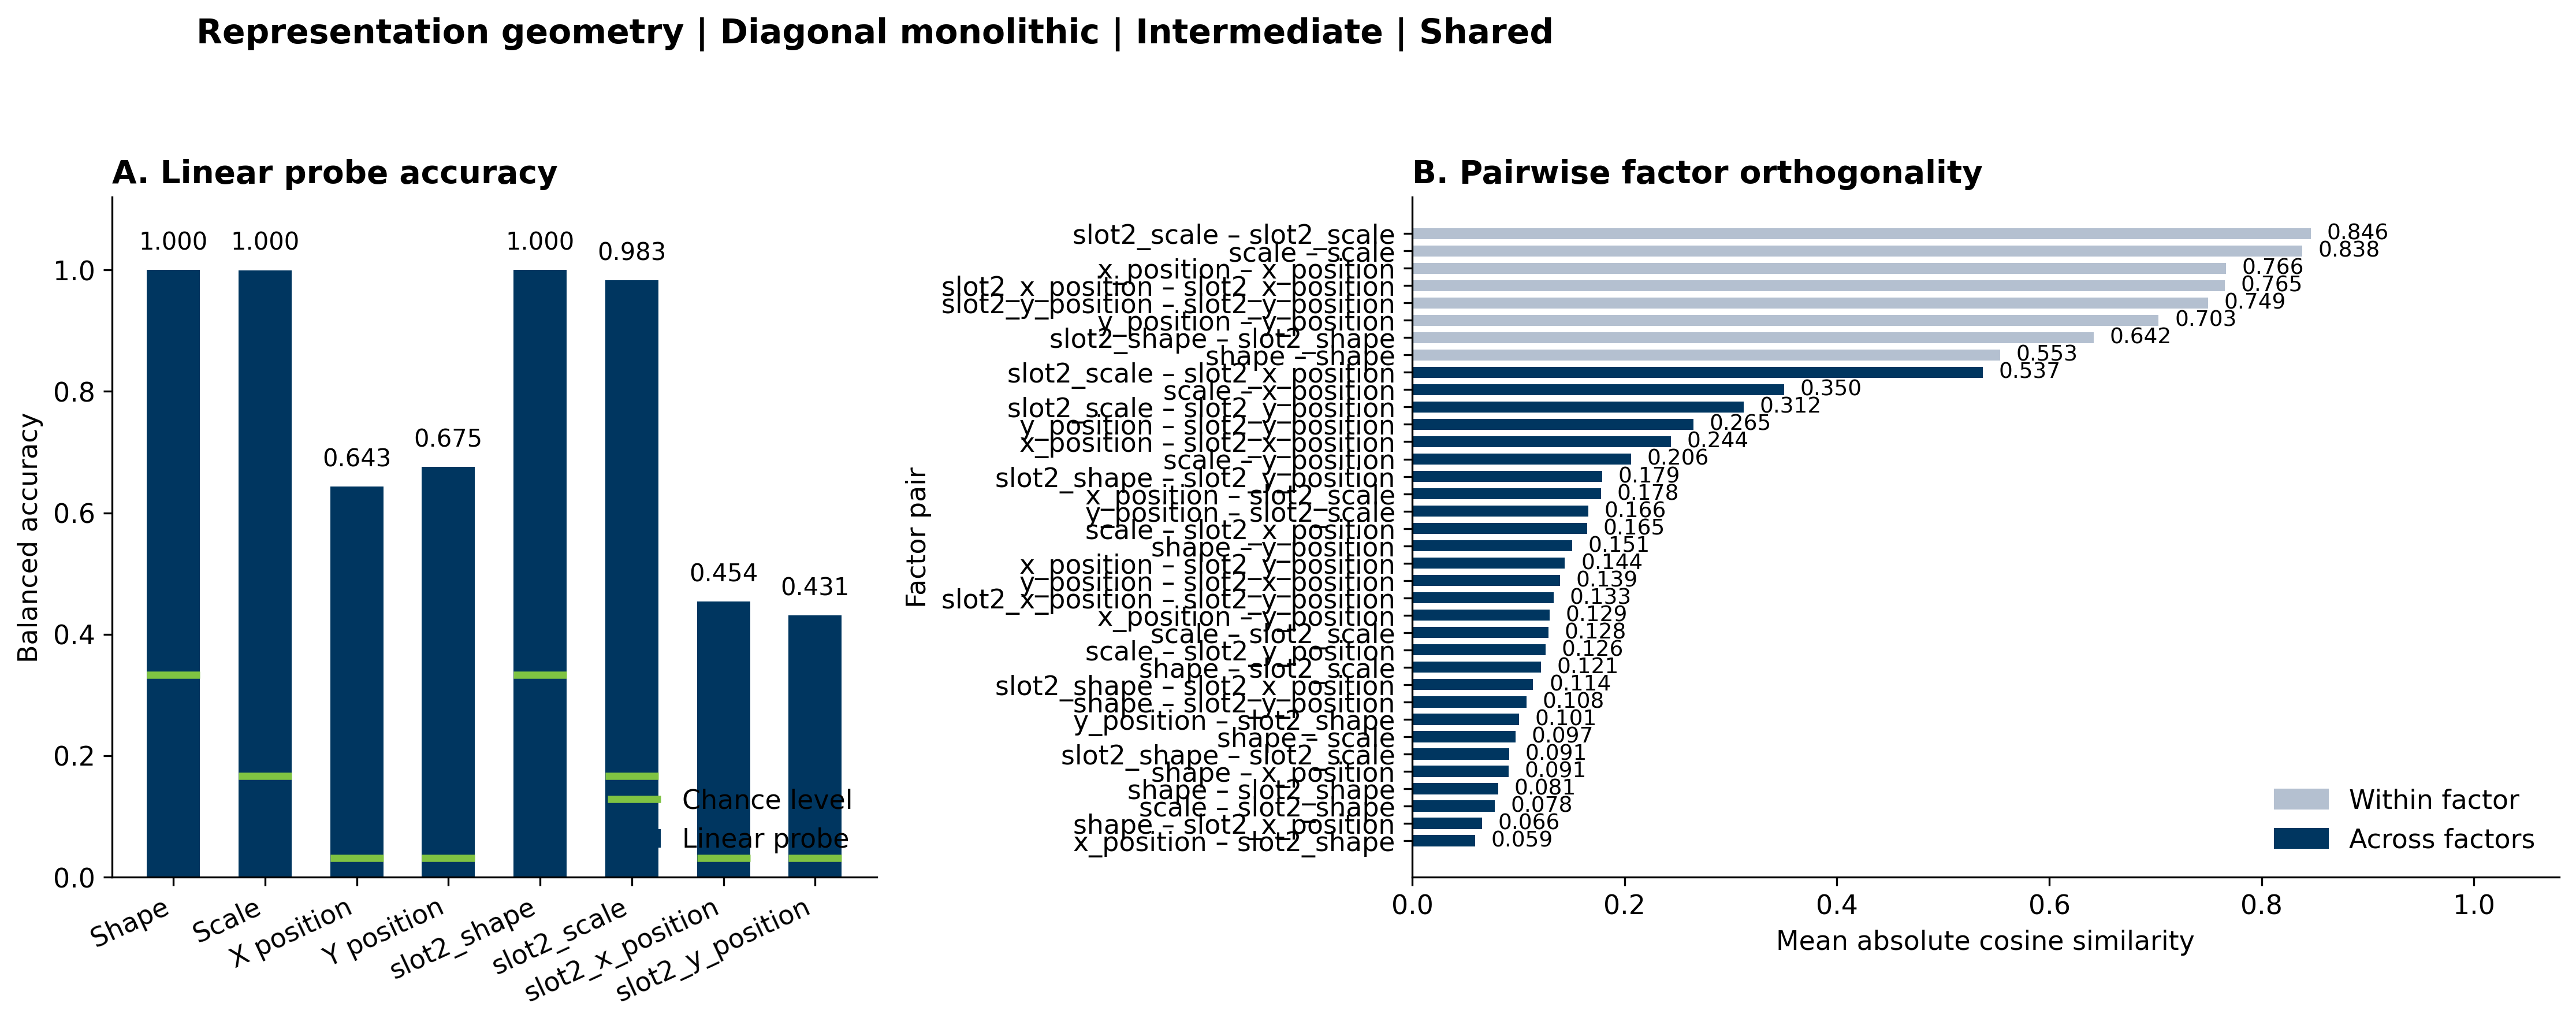 Representation geometry | Diagonal monolithic | Intermediate | Shared
A. Linear probe accuracy
Balanced accuracy
1.0
0.8
0.6
0.4
0.2
0.0
1.000
1.000
0.643
0.675
1.000
0.983
0.454
0.431
Chance level
Linear probe
Shape
Scale
X position
Y position
slot2_shape
slot2_scale
slot2_x_position
slot2_y_position
B. Pairwise factor orthogonality
Factor pair
slot2_scale – slot2_scale 0.846
scale – scale 0.838
x_position – x_position 0.766
slot2_x_position – slot2_x_position 0.765
slot2_y_position – slot2_y_position 0.749
y_position – y_position 0.703
slot2_shape – slot2_shape 0.642
shape – shape 0.553
slot2_scale – slot2_x_position 0.537
scale – x_position 0.350
slot2_scale – slot2_y_position 0.312
y_position – slot2_y_position 0.265
x_position – slot2_x_position 0.244
scale – y_position 0.206
slot2_shape – slot2_y_position 0.179
x_position – slot2_scale 0.178
y_position – slot2_scale 0.166
scale – slot2_x_position 0.165
shape – y_position 0.151
x_position – slot2_y_position 0.144
y_position – slot2_x_position 0.139
slot2_x_position – slot2_y_position 0.133
x_position – y_position 0.129
scale – slot2_scale 0.128
scale – slot2_y_position 0.126
shape – slot2_scale 0.121
slot2_shape – slot2_x_position 0.114
shape – slot2_y_position 0.108
y_position – slot2_shape 0.101
shape – scale 0.097
slot2_shape – slot2_scale 0.091
shape – x_position 0.091
shape – slot2_shape 0.081
scale – slot2_shape 0.078
shape – slot2_x_position 0.066
x_position – slot2_shape 0.059
Within factor
Across factors
0.0 0.2 0.4 0.6 0.8 1.0
Mean absolute cosine similarity